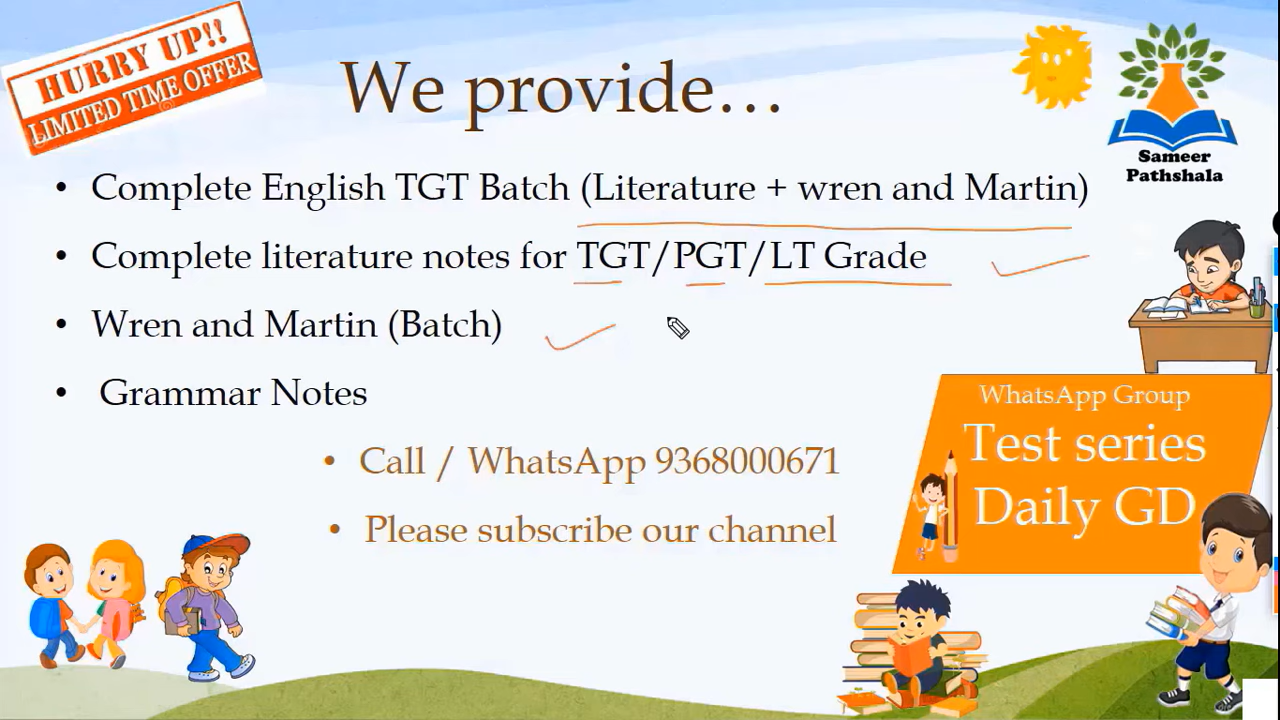 HURRY UP!!
LIMITED TIME OFFER
We provide...
Sameer
Pathshala
• Complete English TGT Batch (Literature + wren and Martin)
• Complete literature notes for TGT/PGT/LT Grade
• Wren and Martin (Batch)
• Grammar Notes
• Call / WhatsApp 9368000671
• Please subscribe our channel
WhatsApp Group
Test series
Daily GD